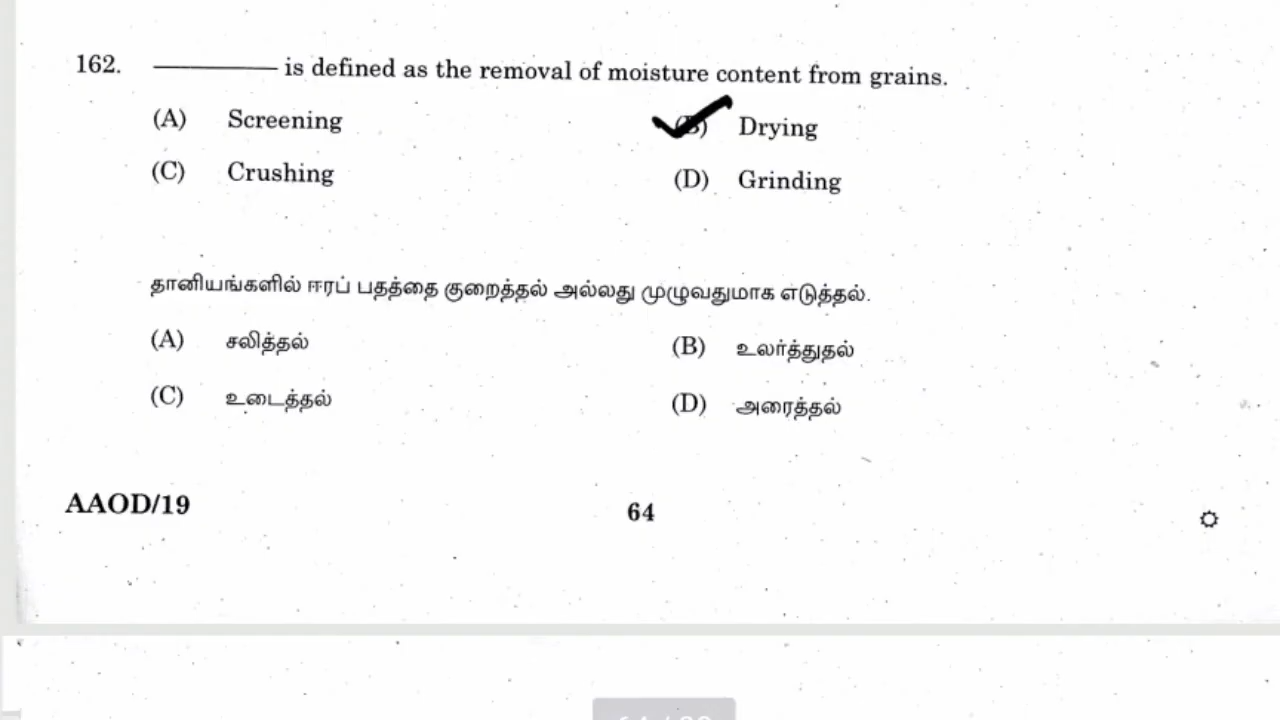 162. ________ is defined as the removal of moisture content from grains.
(A) Screening (B) Drying
(C) Crushing (D) Grinding
தானியங்களில் ஈரப் பதத்தை குறைத்தல் அல்லது முழுவதுமாக எடுத்தல்.
(A) சலித்தல் (B) உலர்த்துதல்
(C) உடைத்தல் (D) அரைத்தல்
AAOD/19 64